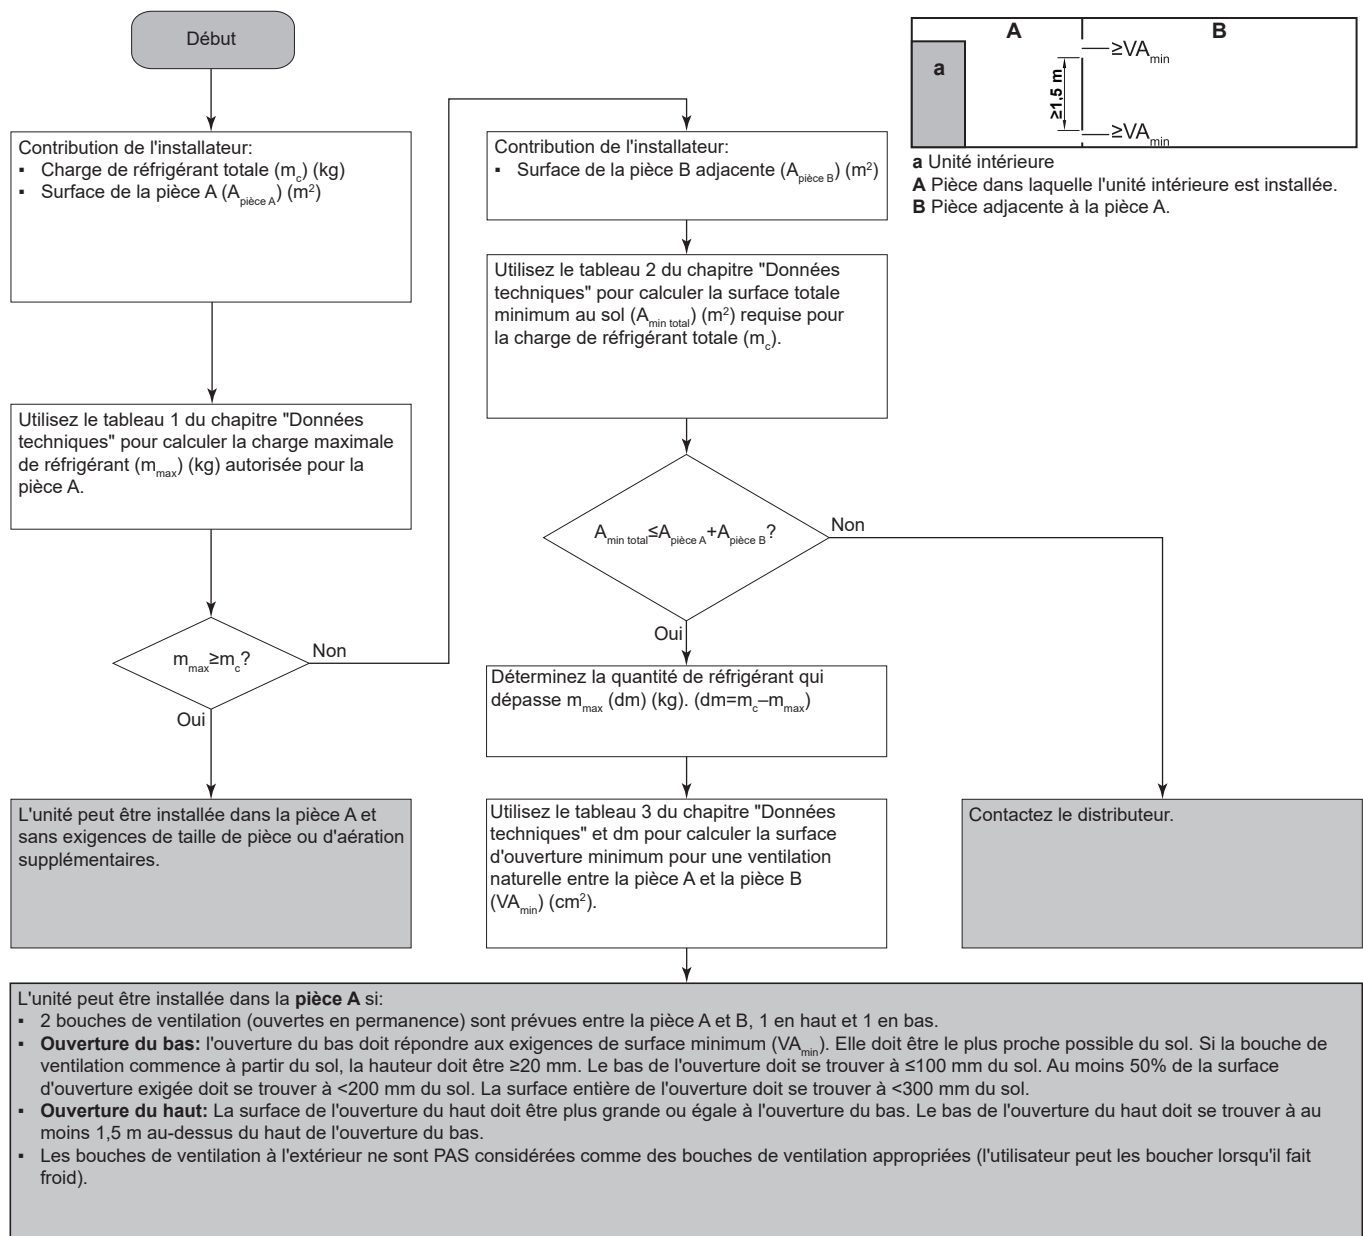 Début
Contribution de l'installateur:
▪ Charge de réfrigérant totale (mc) (kg)
▪ Surface de la pièce A (Apièce A) (m²)
Utilisez le tableau 1 du chapitre "Données
techniques" pour calculer la charge maximale
de réfrigérant (mmax) (kg) autorisée pour la
pièce A.
mmax≥mc?
Non
Oui
L'unité peut être installée dans la pièce A et
sans exigences de taille de pièce ou d'aération
supplémentaires.
Contribution de l'installateur:
▪ Surface de la pièce B adjacente (Apièce B) (m²)
Utilisez le tableau 2 du chapitre "Données
techniques" pour calculer la surface totale
minimum au sol (Amin total) (m²) requise pour
la charge de réfrigérant totale (mc).
Amin total≤Apièce A+Apièce B?
Non
Oui
Déterminez la quantité de réfrigérant qui
dépasse mmax (dm) (kg). (dm=mc–mmax)
Utilisez le tableau 3 du chapitre "Données
techniques" et dm pour calculer la surface
d'ouverture minimum pour une ventilation
naturelle entre la pièce A et la pièce B
(VAmin) (cm²).
Contactez le distributeur.
A
B
a
≥VAmin
≥1,5 m
≥VAmin
a Unité intérieure
A Pièce dans laquelle l'unité intérieure est installée.
B Pièce adjacente à la pièce A.
L'unité peut être installée dans la pièce A si:
▪ 2 bouches de ventilation (ouvertes en permanence) sont prévues entre la pièce A et B, 1 en haut et 1 en bas.
▪ Ouverture du bas: l'ouverture du bas doit répondre aux exigences de surface minimum (VAmin). Elle doit être le plus proche possible du sol. Si la bouche de
ventilation commence à partir du sol, la hauteur doit être ≥20 mm. Le bas de l'ouverture doit se trouver à ≤100 mm du sol. Au moins 50% de la surface
d'ouverture exigée doit se trouver à <200 mm du sol. La surface entière de l'ouverture doit se trouver à <300 mm du sol.
▪ Ouverture du haut: La surface de l'ouverture du haut doit être plus grande ou égale à l'ouverture du bas. Le bas de l'ouverture du haut doit se trouver à au
moins 1,5 m au-dessus du haut de l'ouverture du bas.
▪ Les bouches de ventilation à l'extérieur ne sont PAS considérées comme des bouches de ventilation appropriées (l'utilisateur peut les boucher lorsqu'il fait
froid).